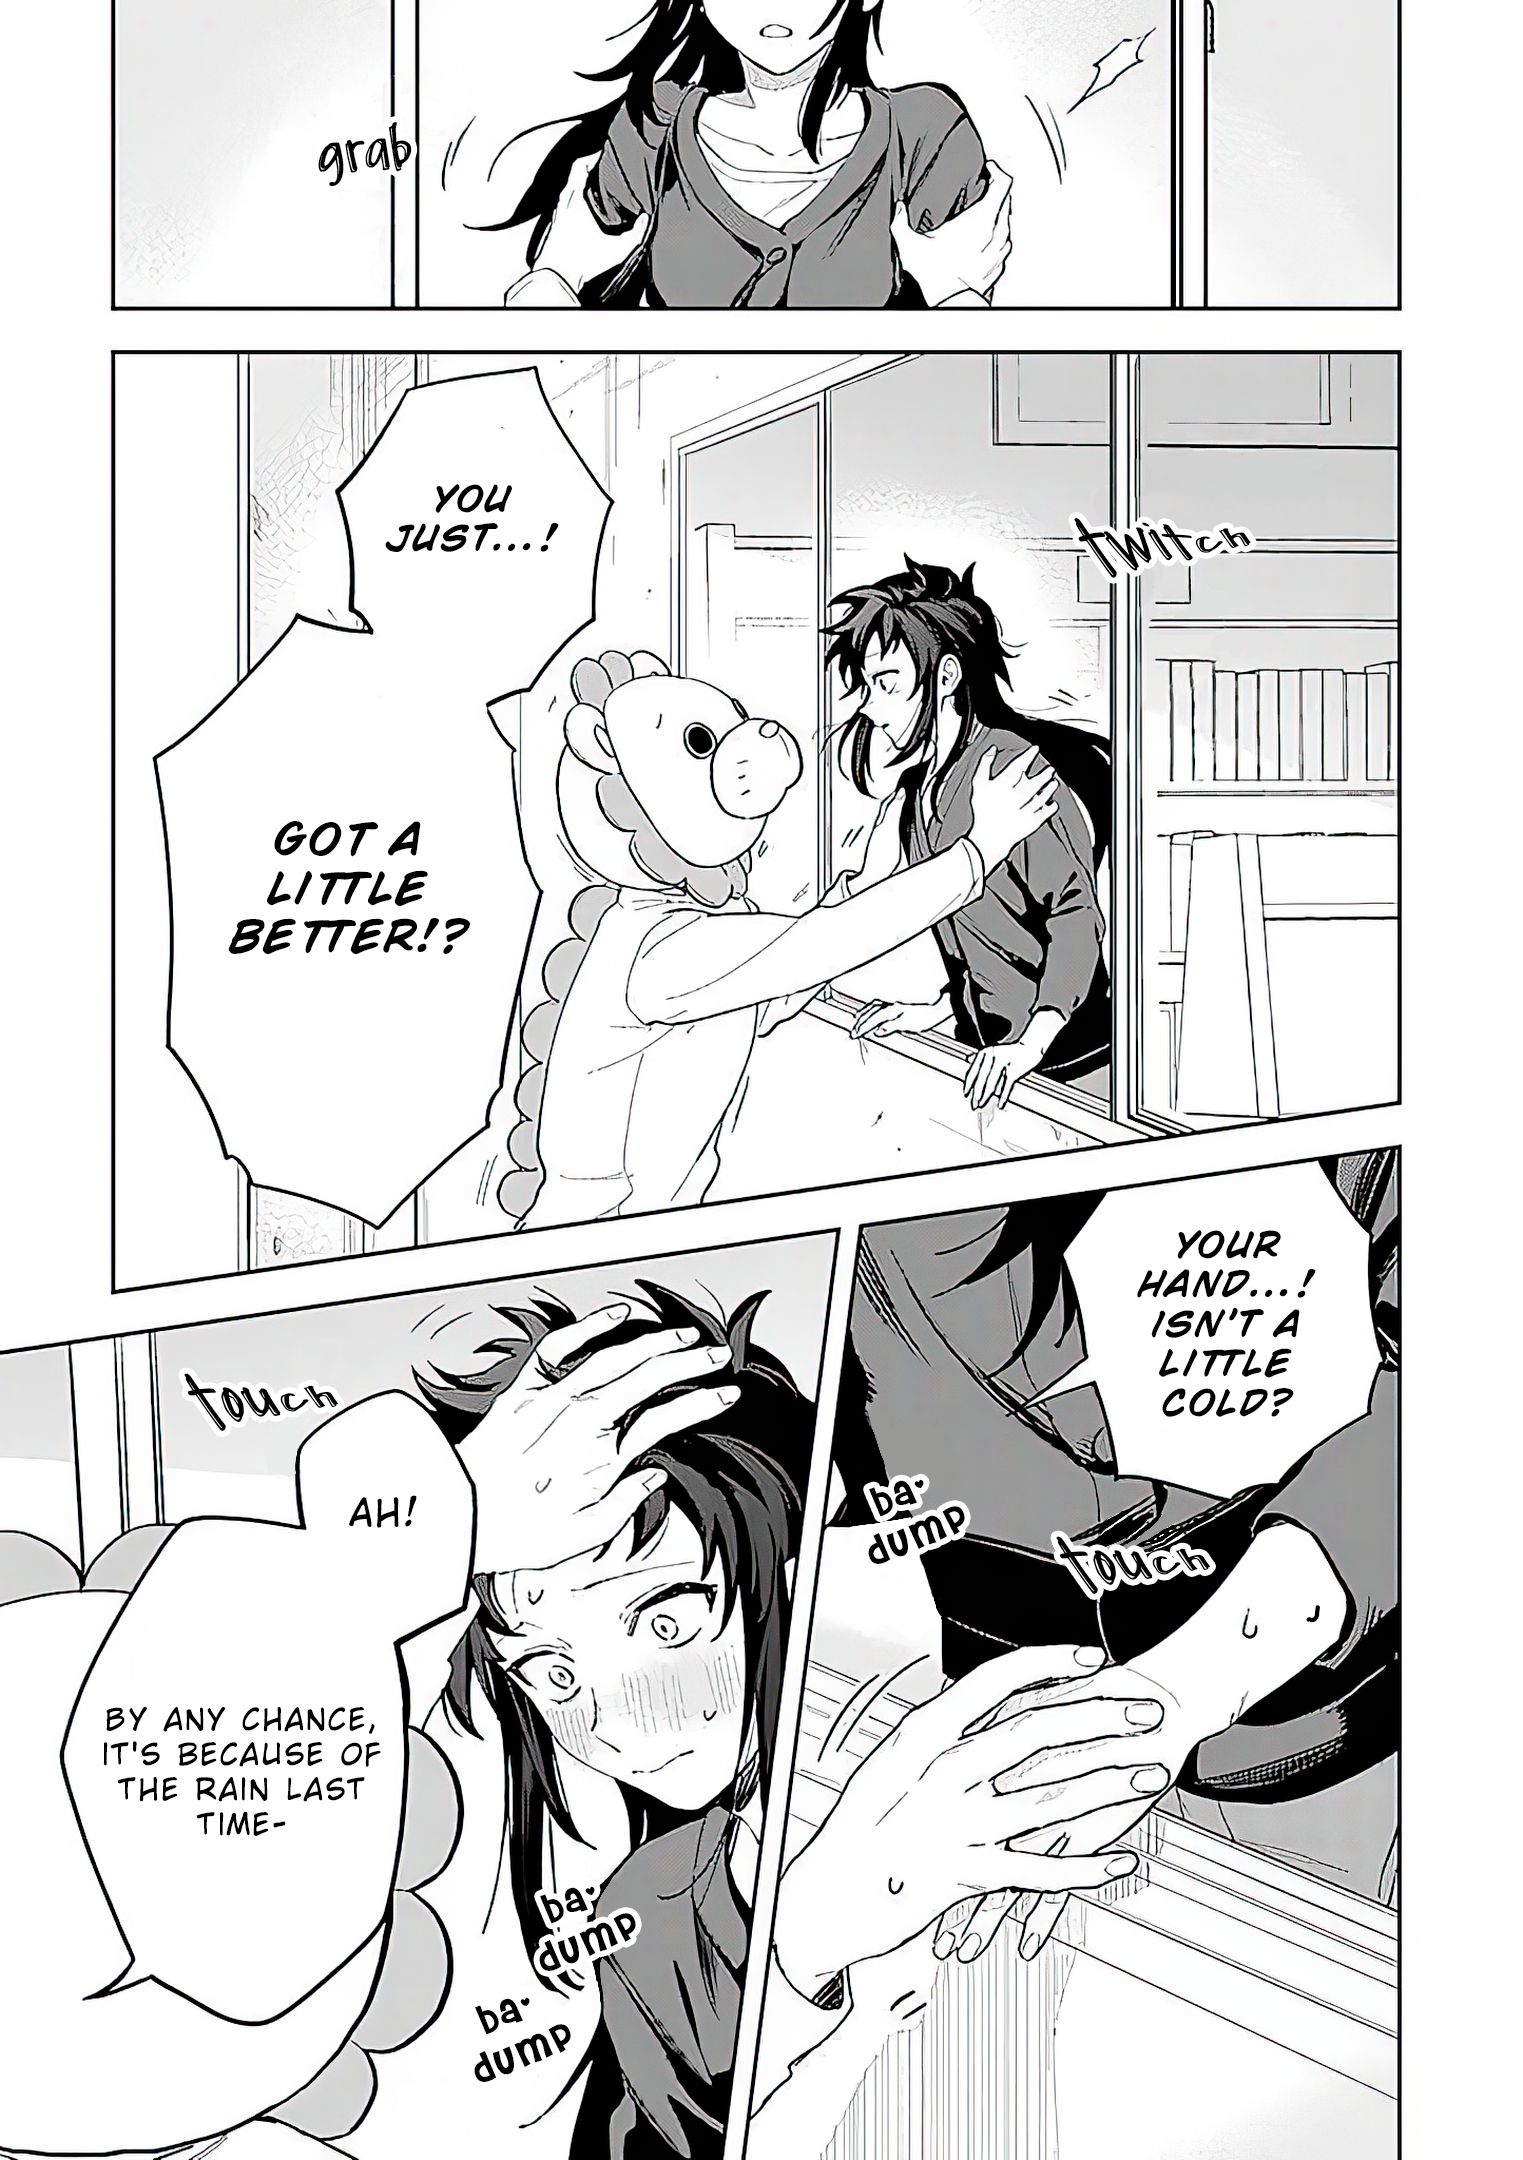 grab
YOU
JUST...!
twitch
GOT A
LITTLE
BETTER!?
YOUR
HAND...!
ISN'T A
LITTLE
COLD?
ba-
dump
touch
touch
AH!
BY ANY CHANCE,
IT'S BECAUSE OF
THE RAIN LAST
TIME-
ba-
dump
ba-
dump